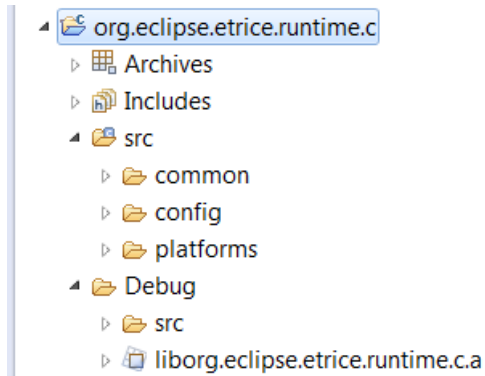 org.eclipse.etrice.runtime.c
Archives
Includes
src
common
config
platforms
Debug
src
liborg.eclipse.etrice.runtime.c.a